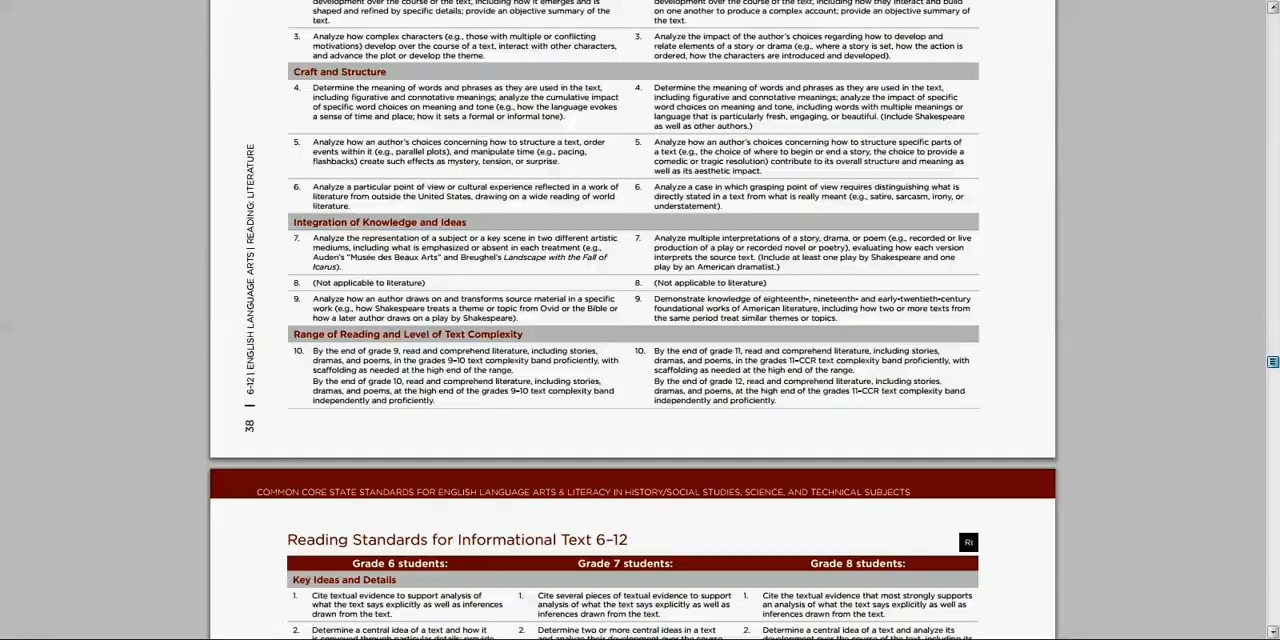 development over the course of the text, including how it emerges and is
shaped and refined by specific details; provide an objective summary of the
text.
development over the course of the text, including how they interact and build
on one another to produce a complex account; provide an objective summary of
the text.
3. Analyze how complex characters (e.g., those with multiple or conflicting
motivations) develop over the course of a text, interact with other characters,
and advance the plot or develop the theme.
3. Analyze the impact of the author's choices regarding how to develop and
relate elements of a story or drama (e.g., where a story is set, how the action is
ordered, how the characters are introduced and developed).
Craft and Structure
4. Determine the meaning of words and phrases as they are used in the text,
including figurative and connotative meanings; analyze the cumulative impact
of specific word choices on meaning and tone (e.g., how the language evokes
a sense of time and place; how it sets a formal or informal tone).
4. Determine the meaning of words and phrases as they are used in the text,
including figurative and connotative meanings; analyze the impact of specific
word choices on meaning and tone, including words with multiple meanings or
language that is particularly fresh, engaging, or beautiful. (Include Shakespeare
as well as other authors.)
5. Analyze how an author's choices concerning how to structure a text, order
events within it (e.g., parallel plots), and manipulate time (e.g., pacing,
flashbacks) create such effects as mystery, tension, or surprise.
5. Analyze how an author's choices concerning how to structure specific parts of
a text (e.g., the choice of where to begin or end a story, the choice to provide a
comedic or tragic resolution) contribute to its overall structure and meaning as
well as its aesthetic impact.
6. Analyze a particular point of view or cultural experience reflected in a work of
literature from outside the United States, drawing on a wide reading of world
literature.
6. Analyze a case in which grasping point of view requires distinguishing what is
directly stated in a text from what is really meant (e.g., satire, sarcasm, irony, or
understatement).
Integration of Knowledge and Ideas
7. Analyze the representation of a subject or a key scene in two different artistic
mediums, including what is emphasized or absent in each treatment (e.g.,
Auden's "Musée des Beaux Arts" and Breughel's Landscape with the Fall of
Icarus).
7. Analyze multiple interpretations of a story, drama, or poem (e.g., recorded or live
production of a play or recorded novel or poetry), evaluating how each version
interprets the source text. (Include at least one play by Shakespeare and one
play by an American dramatist.)
8. (Not applicable to literature)
8. (Not applicable to literature)
9. Analyze how an author draws on and transforms source material in a specific
work (e.g., how Shakespeare treats a theme or topic from Ovid or the Bible or
how a later author draws on a play by Shakespeare).
9. Demonstrate knowledge of eighteenth-, nineteenth- and early-twentieth-century
foundational works of American literature, including how two or more texts from
the same period treat similar themes or topics.
Range of Reading and Level of Text Complexity
10. By the end of grade 9, read and comprehend literature, including stories,
dramas, and poems, in the grades 9–10 text complexity band proficiently, with
scaffolding as needed at the high end of the range.
By the end of grade 10, read and comprehend literature, including stories,
dramas, and poems, at the high end of the grades 9–10 text complexity band
independently and proficiently.
10. By the end of grade 11, read and comprehend literature, including stories,
dramas, and poems, in the grades 11–CCR text complexity band proficiently, with
scaffolding as needed at the high end of the range.
By the end of grade 12, read and comprehend literature, including stories,
dramas, and poems, at the high end of the grades 11–CCR text complexity band
independently and proficiently.
38 | 6-12 | ENGLISH LANGUAGE ARTS | READING: LITERATURE
COMMON CORE STATE STANDARDS FOR ENGLISH LANGUAGE ARTS & LITERACY IN HISTORY/SOCIAL STUDIES, SCIENCE, AND TECHNICAL SUBJECTS
Reading Standards for Informational Text 6–12
RI
Grade 6 students:
Grade 7 students:
Grade 8 students:
Key Ideas and Details
1. Cite textual evidence to support analysis of
what the text says explicitly as well as inferences
drawn from the text.
1. Cite several pieces of textual evidence to support
analysis of what the text says explicitly as well as
inferences drawn from the text.
1. Cite the textual evidence that most strongly supports
an analysis of what the text says explicitly as well as
inferences drawn from the text.
2. Determine a central idea of a text and how it
is conveyed through particular details; provide
2. Determine two or more central ideas in a text
and analyze their development over the course
2. Determine a central idea of a text and analyze its
development over the course of the text, including its